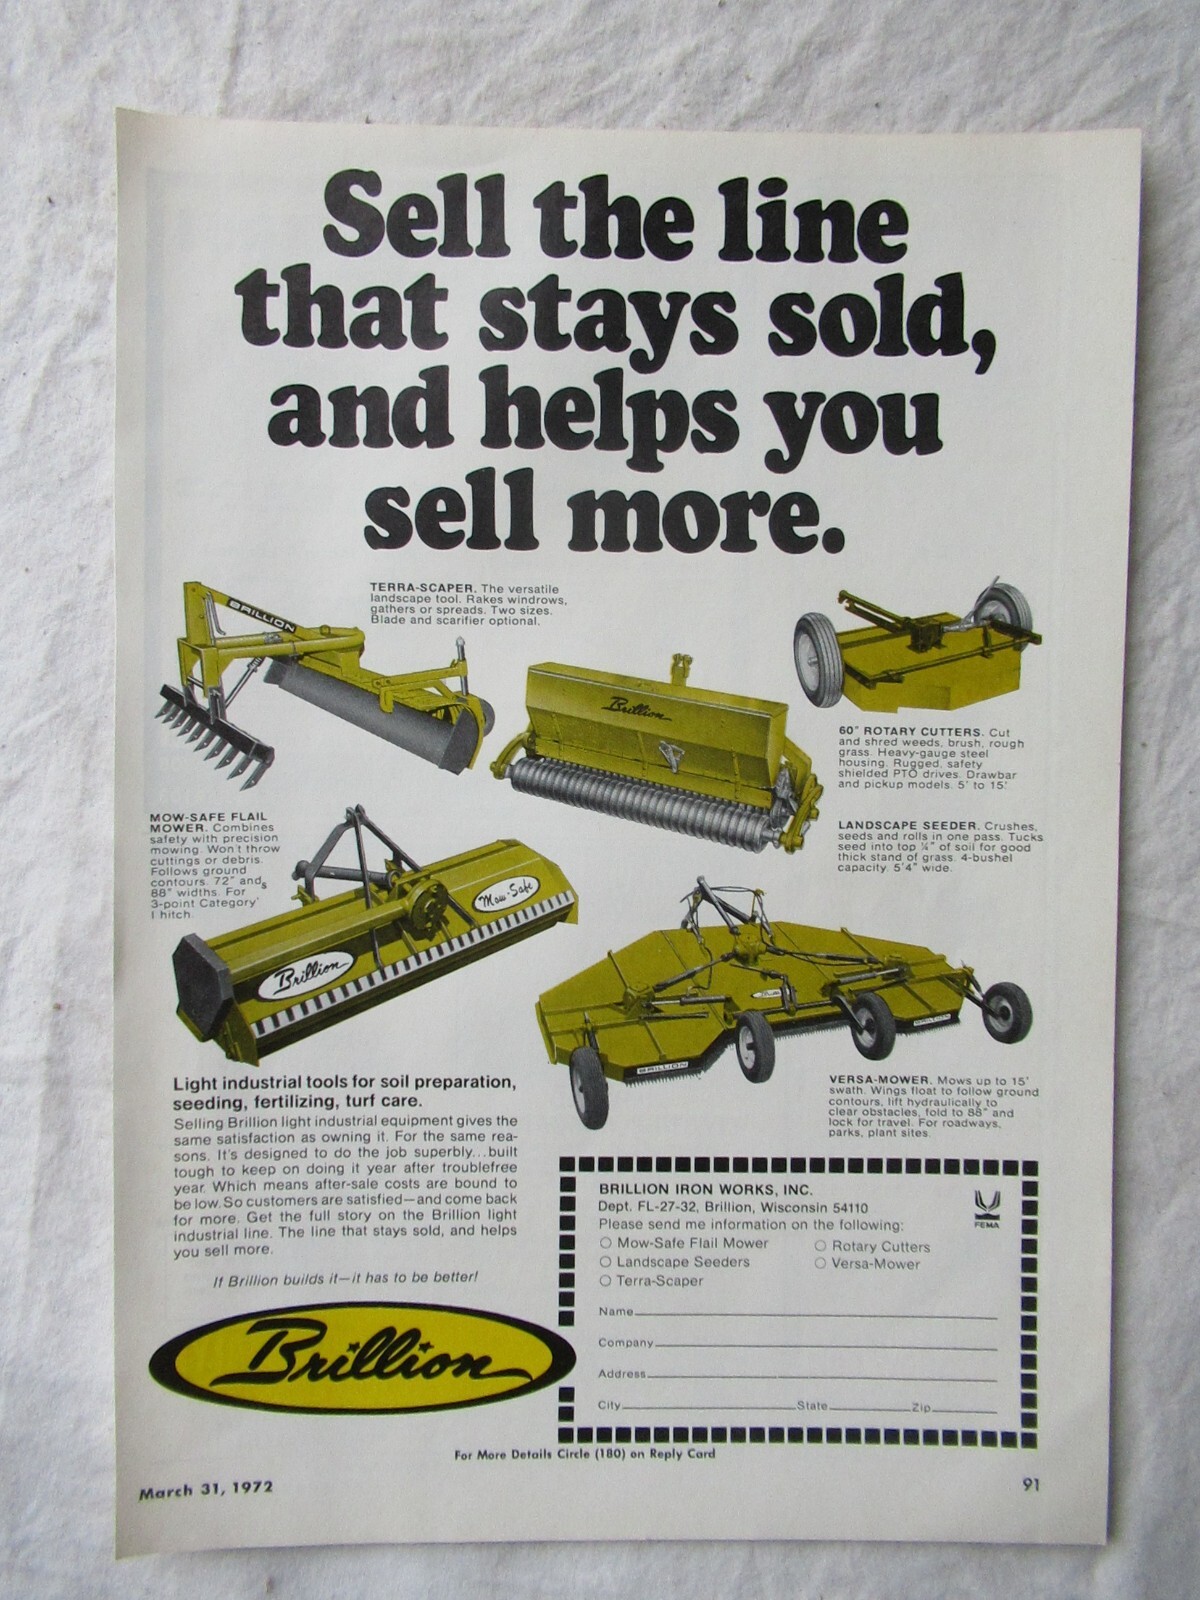 Sell the line
that stays sold,
and helps you
sell more.
BRILLION
TERRA-SCAPER. The versatile
landscape tool. Rakes windrows,
gathers or spreads. Two sizes.
Blade and scarifier optional.
Brillion
60" ROTARY CUTTERS. Cut
and shred weeds, brush, rough
grass. Heavy-gauge steel
housing. Rugged, safety
shielded PTO drives. Drawbar
and pickup models. 5' to 15'.
MOW-SAFE FLAIL
MOWER. Combines
safety with precision
mowing. Won't throw
cuttings or debris.
Follows ground
contours. 72" and
88" widths. For
3-point Category
I hitch.
LANDSCAPE SEEDER. Crushes,
seeds and rolls in one pass. Tucks
seed into top ¼" of soil for good
thick stand of grass. 4-bushel
capacity. 5'4" wide.
Mow-Safe
Brillion
Brillion
BRILLION
BRILLION
VERSA-MOWER. Mows up to 15'
swath. Wings float to follow ground
contours, lift hydraulically to
clear obstacles, fold to 88" and
lock for travel. For roadways,
parks, plant sites.
Light industrial tools for soil preparation,
seeding, fertilizing, turf care.
Selling Brillion light industrial equipment gives the
same satisfaction as owning it. For the same rea-
sons. It's designed to do the job superbly...built
tough to keep on doing it year after troublefree
year. Which means after-sale costs are bound to
be low. So customers are satisfied—and come back
for more. Get the full story on the Brillion light
industrial line. The line that stays sold, and helps
you sell more.
If Brillion builds it—it has to be better!
Brillion
BRILLION IRON WORKS, INC.
Dept. FL-27-32, Brillion, Wisconsin 54110
FEMA
Please send me information on the following:
Mow-Safe Flail Mower Rotary Cutters
Landscape Seeders Versa-Mower
Terra-Scaper
Name
Company
Address
City State Zip
For More Details Circle (180) on Reply Card
March 31, 1972 91